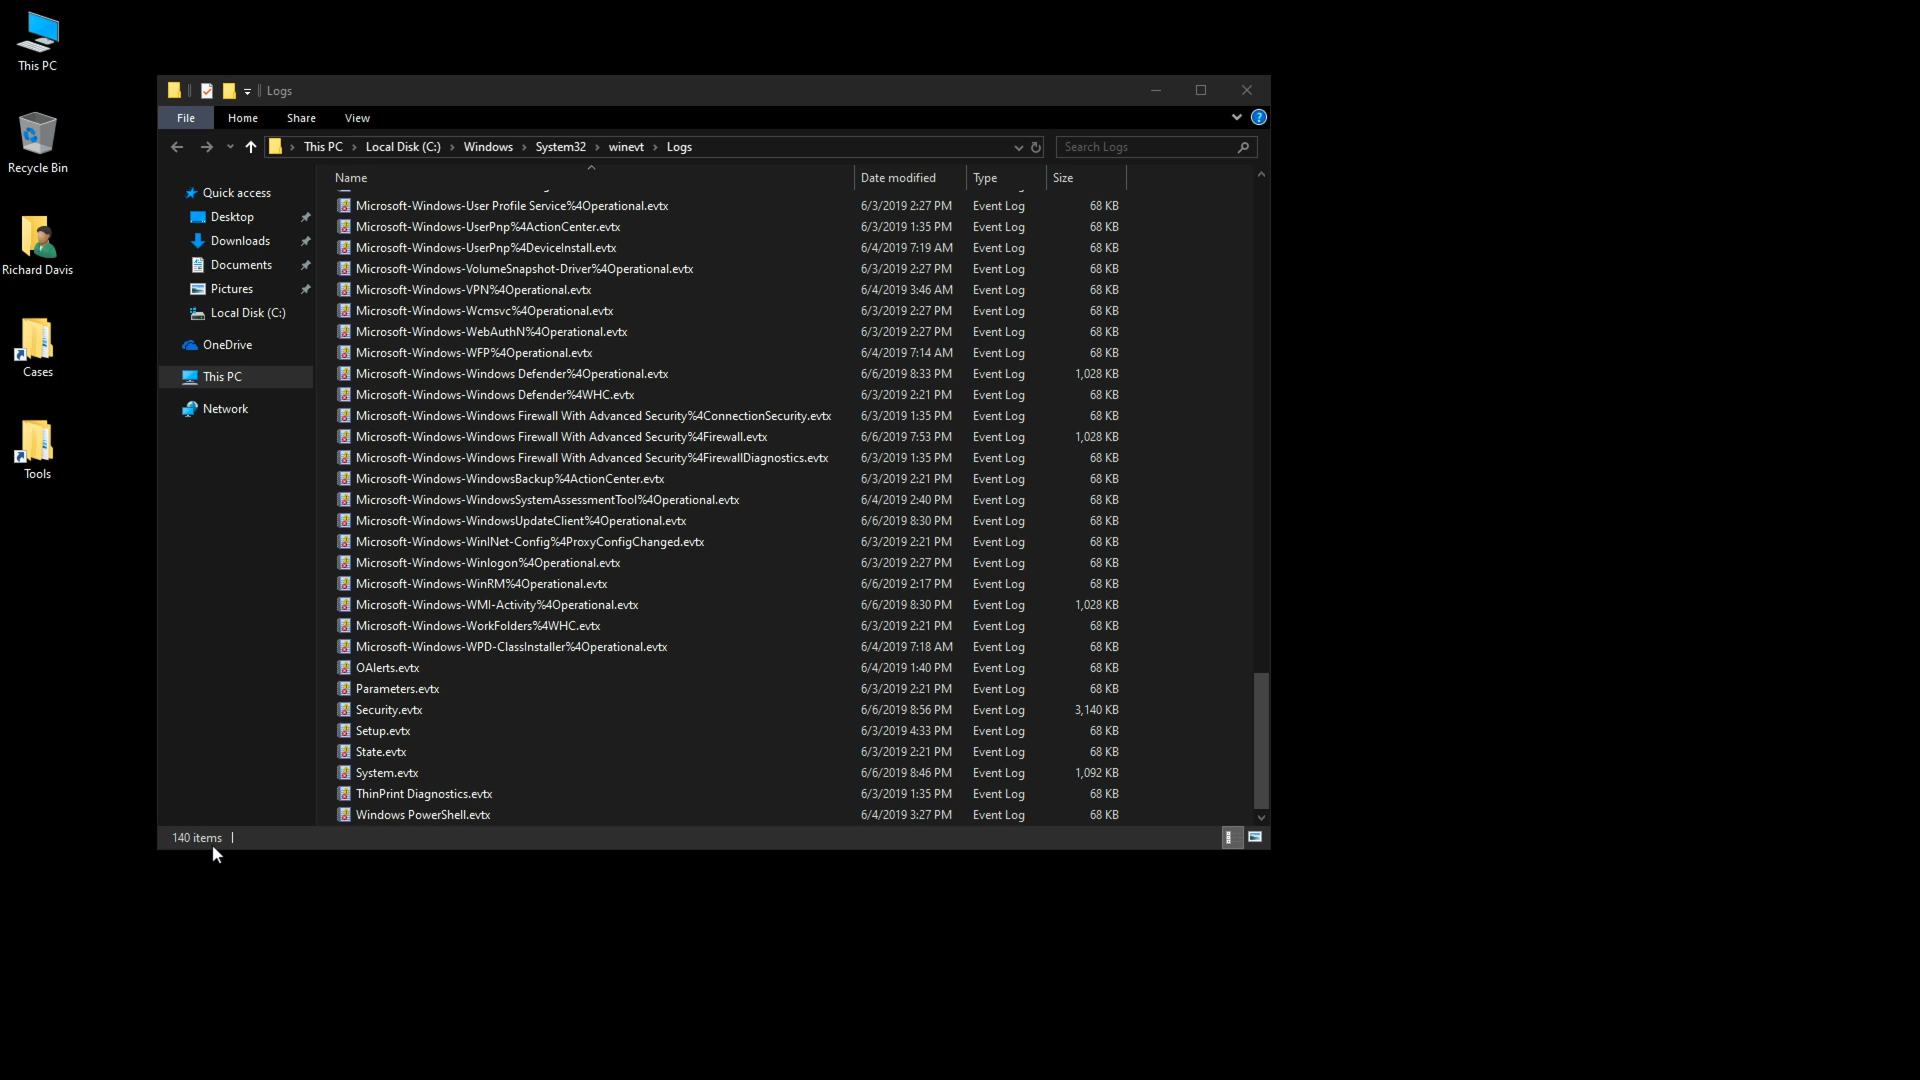 This PC
Recycle Bin
Richard Davis
Cases
Tools
Logs
File Home Share View
This PC > Local Disk (C:) > Windows > System32 > winevt > Logs
Search Logs
Quick access
Desktop
Downloads
Documents
Pictures
Local Disk (C:)
OneDrive
This PC
Network
Name Date modified Type Size
Microsoft-Windows-User Profile Service%4Operational.evtx 6/3/2019 2:27 PM Event Log 68 KB
Microsoft-Windows-UserPnp%4ActionCenter.evtx 6/3/2019 1:35 PM Event Log 68 KB
Microsoft-Windows-UserPnp%4DeviceInstall.evtx 6/4/2019 7:19 AM Event Log 68 KB
Microsoft-Windows-VolumeSnapshot-Driver%4Operational.evtx 6/3/2019 2:27 PM Event Log 68 KB
Microsoft-Windows-VPN%4Operational.evtx 6/4/2019 3:46 AM Event Log 68 KB
Microsoft-Windows-Wcmsvc%4Operational.evtx 6/3/2019 2:27 PM Event Log 68 KB
Microsoft-Windows-WebAuthN%4Operational.evtx 6/3/2019 2:27 PM Event Log 68 KB
Microsoft-Windows-WFP%4Operational.evtx 6/4/2019 7:14 AM Event Log 68 KB
Microsoft-Windows-Windows Defender%4Operational.evtx 6/6/2019 8:33 PM Event Log 1,028 KB
Microsoft-Windows-Windows Defender%4WHC.evtx 6/3/2019 2:21 PM Event Log 68 KB
Microsoft-Windows-Windows Firewall With Advanced Security%4ConnectionSecurity.evtx 6/3/2019 1:35 PM Event Log 68 KB
Microsoft-Windows-Windows Firewall With Advanced Security%4Firewall.evtx 6/6/2019 7:53 PM Event Log 1,028 KB
Microsoft-Windows-Windows Firewall With Advanced Security%4FirewallDiagnostics.evtx 6/3/2019 1:35 PM Event Log 68 KB
Microsoft-Windows-WindowsBackup%4ActionCenter.evtx 6/3/2019 2:21 PM Event Log 68 KB
Microsoft-Windows-WindowsSystemAssessmentTool%4Operational.evtx 6/4/2019 2:40 PM Event Log 68 KB
Microsoft-Windows-WindowsUpdateClient%4Operational.evtx 6/6/2019 8:30 PM Event Log 68 KB
Microsoft-Windows-WinINet-Config%4ProxyConfigChanged.evtx 6/3/2019 2:21 PM Event Log 68 KB
Microsoft-Windows-Winlogon%4Operational.evtx 6/3/2019 2:27 PM Event Log 68 KB
Microsoft-Windows-WinRM%4Operational.evtx 6/6/2019 2:17 PM Event Log 68 KB
Microsoft-Windows-WMI-Activity%4Operational.evtx 6/6/2019 8:30 PM Event Log 1,028 KB
Microsoft-Windows-WorkFolders%4WHC.evtx 6/3/2019 2:21 PM Event Log 68 KB
Microsoft-Windows-WPD-ClassInstaller%4Operational.evtx 6/4/2019 7:18 AM Event Log 68 KB
OAlerts.evtx 6/4/2019 1:40 PM Event Log 68 KB
Parameters.evtx 6/3/2019 2:21 PM Event Log 68 KB
Security.evtx 6/6/2019 8:56 PM Event Log 3,140 KB
Setup.evtx 6/3/2019 4:33 PM Event Log 68 KB
State.evtx 6/3/2019 2:21 PM Event Log 68 KB
System.evtx 6/6/2019 8:46 PM Event Log 1,092 KB
ThinPrint Diagnostics.evtx 6/3/2019 1:35 PM Event Log 68 KB
Windows PowerShell.evtx 6/4/2019 3:27 PM Event Log 68 KB
140 items